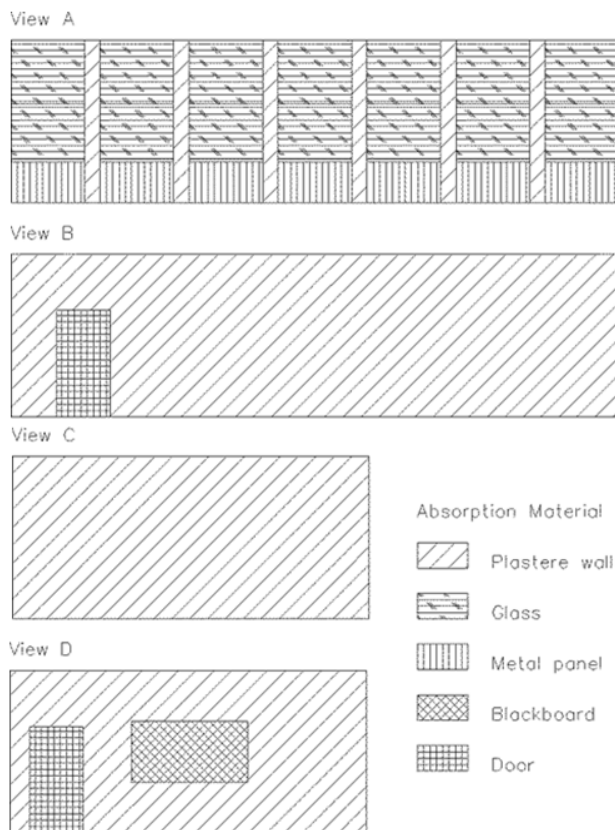 View A
View B
View C
Absorption Material
Plastere wall
Glass
View D
Metal panel
Blackboard
Door